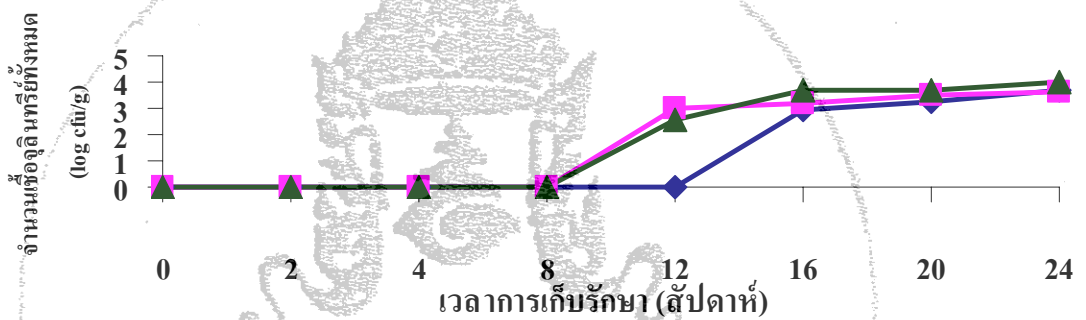 จำนวนเชื้อจุลินทรีย์ทั้งหมด
(log cfu/g)
5
4
3
2
1
0
0 2 4 8 12 16 20 24
เวลาการเก็บรักษา (สัปดาห์)